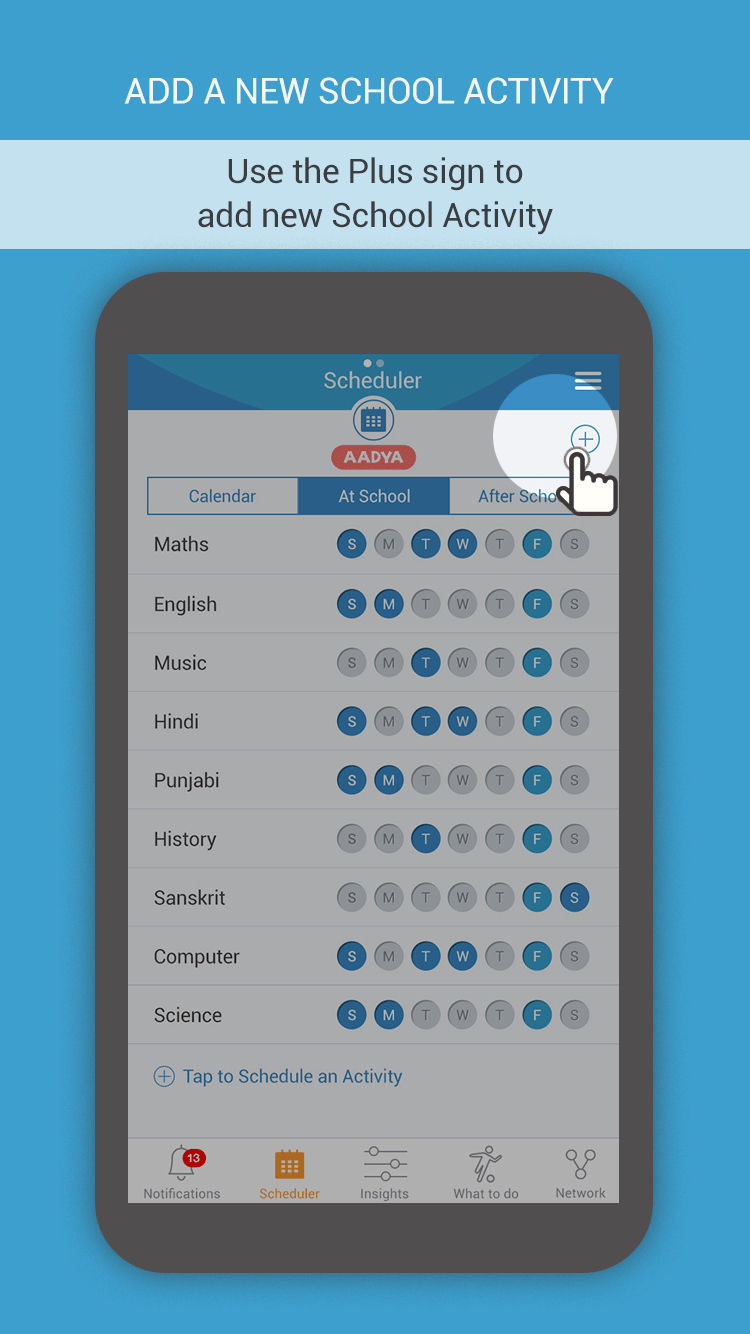 ADD A NEW SCHOOL ACTIVITY
Use the Plus sign to
add new School Activity
Scheduler
AADYA
Calendar At School After Schoo
Maths S M T W T F S
English S M T W T F S
Music S M T W T F S
Hindi S M T W T F S
Punjabi S M T W T F S
History S M T W T F S
Sanskrit S M T W T F S
Computer S M T W T F S
Science S M T W T F S
Tap to Schedule an Activity
13
Notifications Scheduler Insights What to do Network